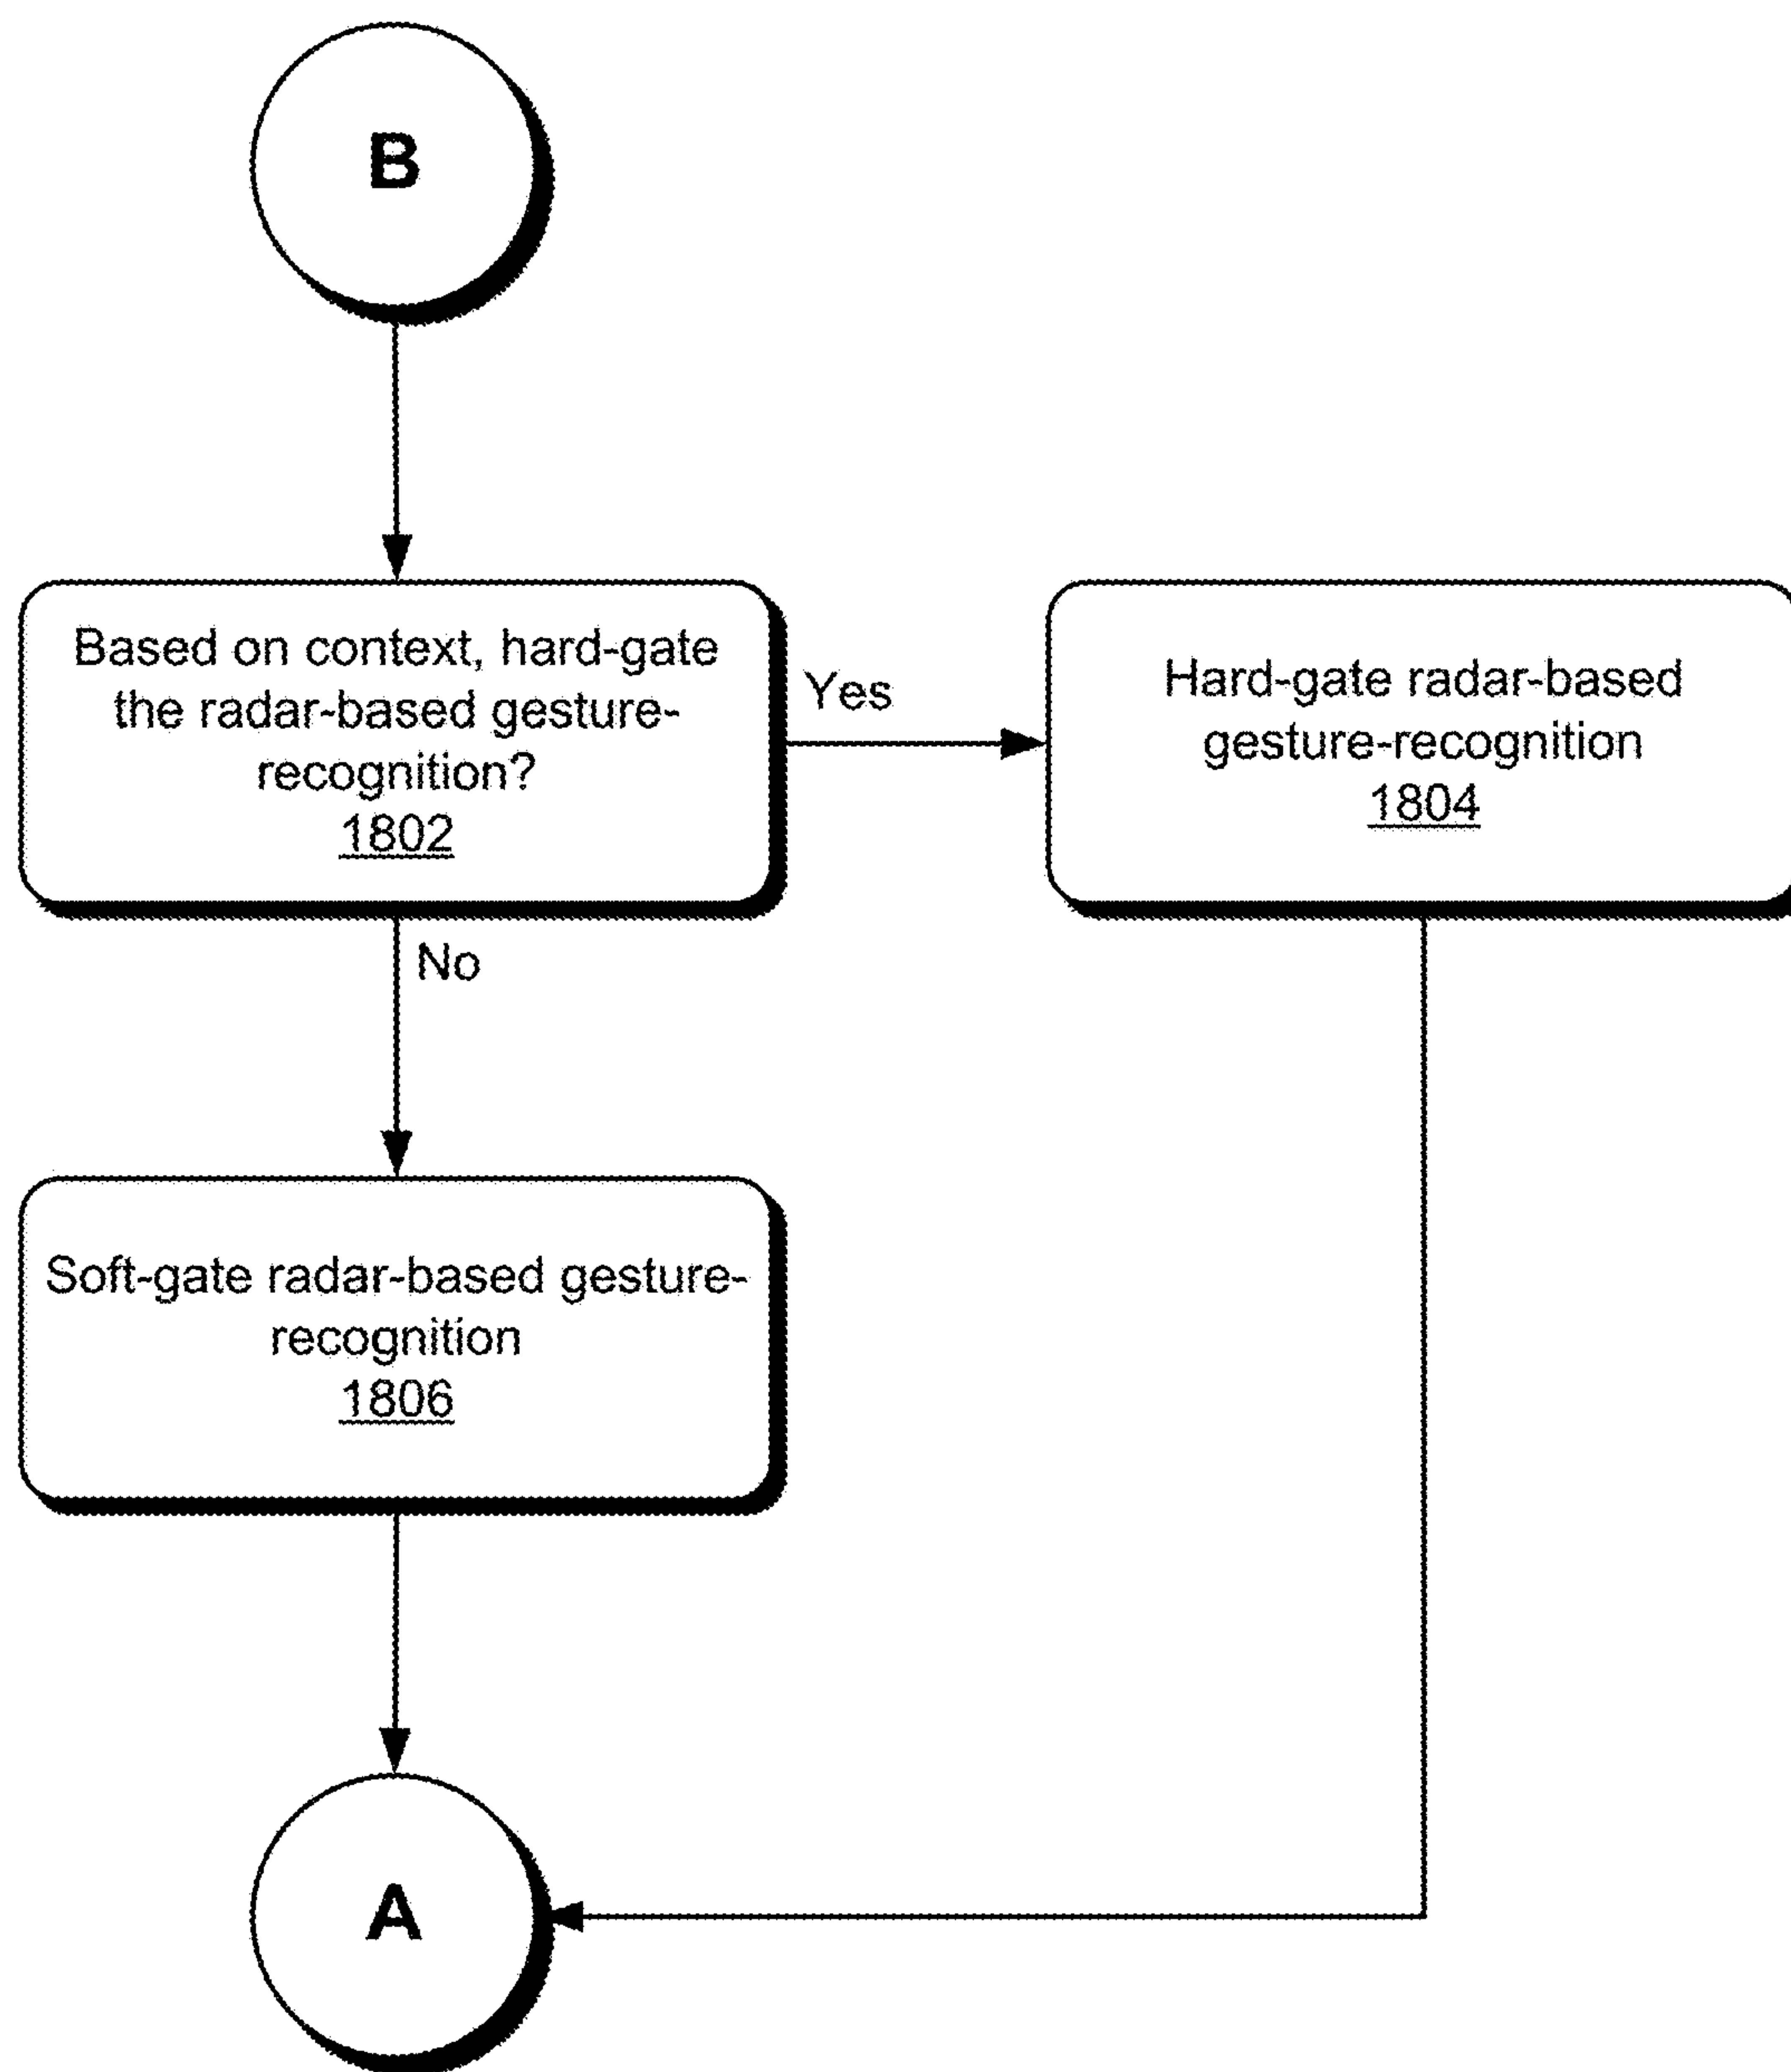 B
Based on context, hard-gate
the radar-based gesture-
recognition?
1802
Yes
Hard-gate radar-based
gesture-recognition
1804
No
Soft-gate radar-based gesture-
recognition
1806
A